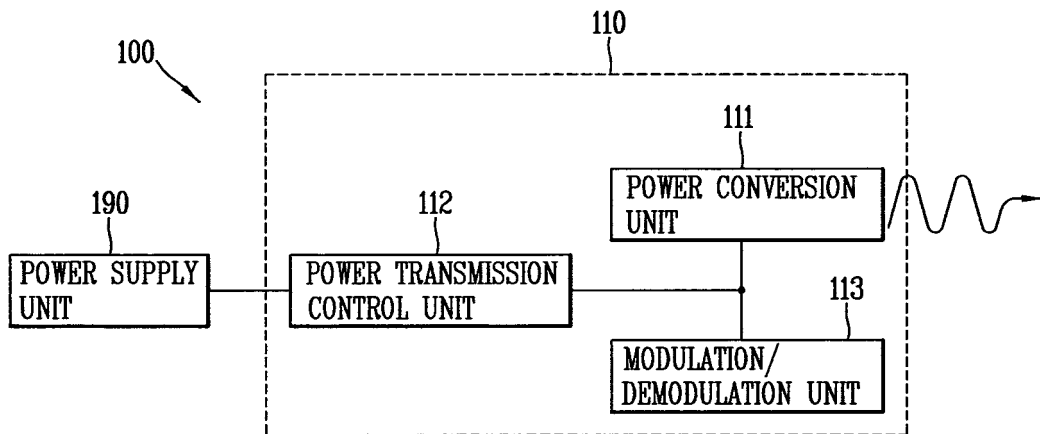 110
100
111
POWER CONVERSION
UNIT
190
112
POWER SUPPLY
UNIT
POWER TRANSMISSION
CONTROL UNIT
113
MODULATION/
DEMODULATION UNIT